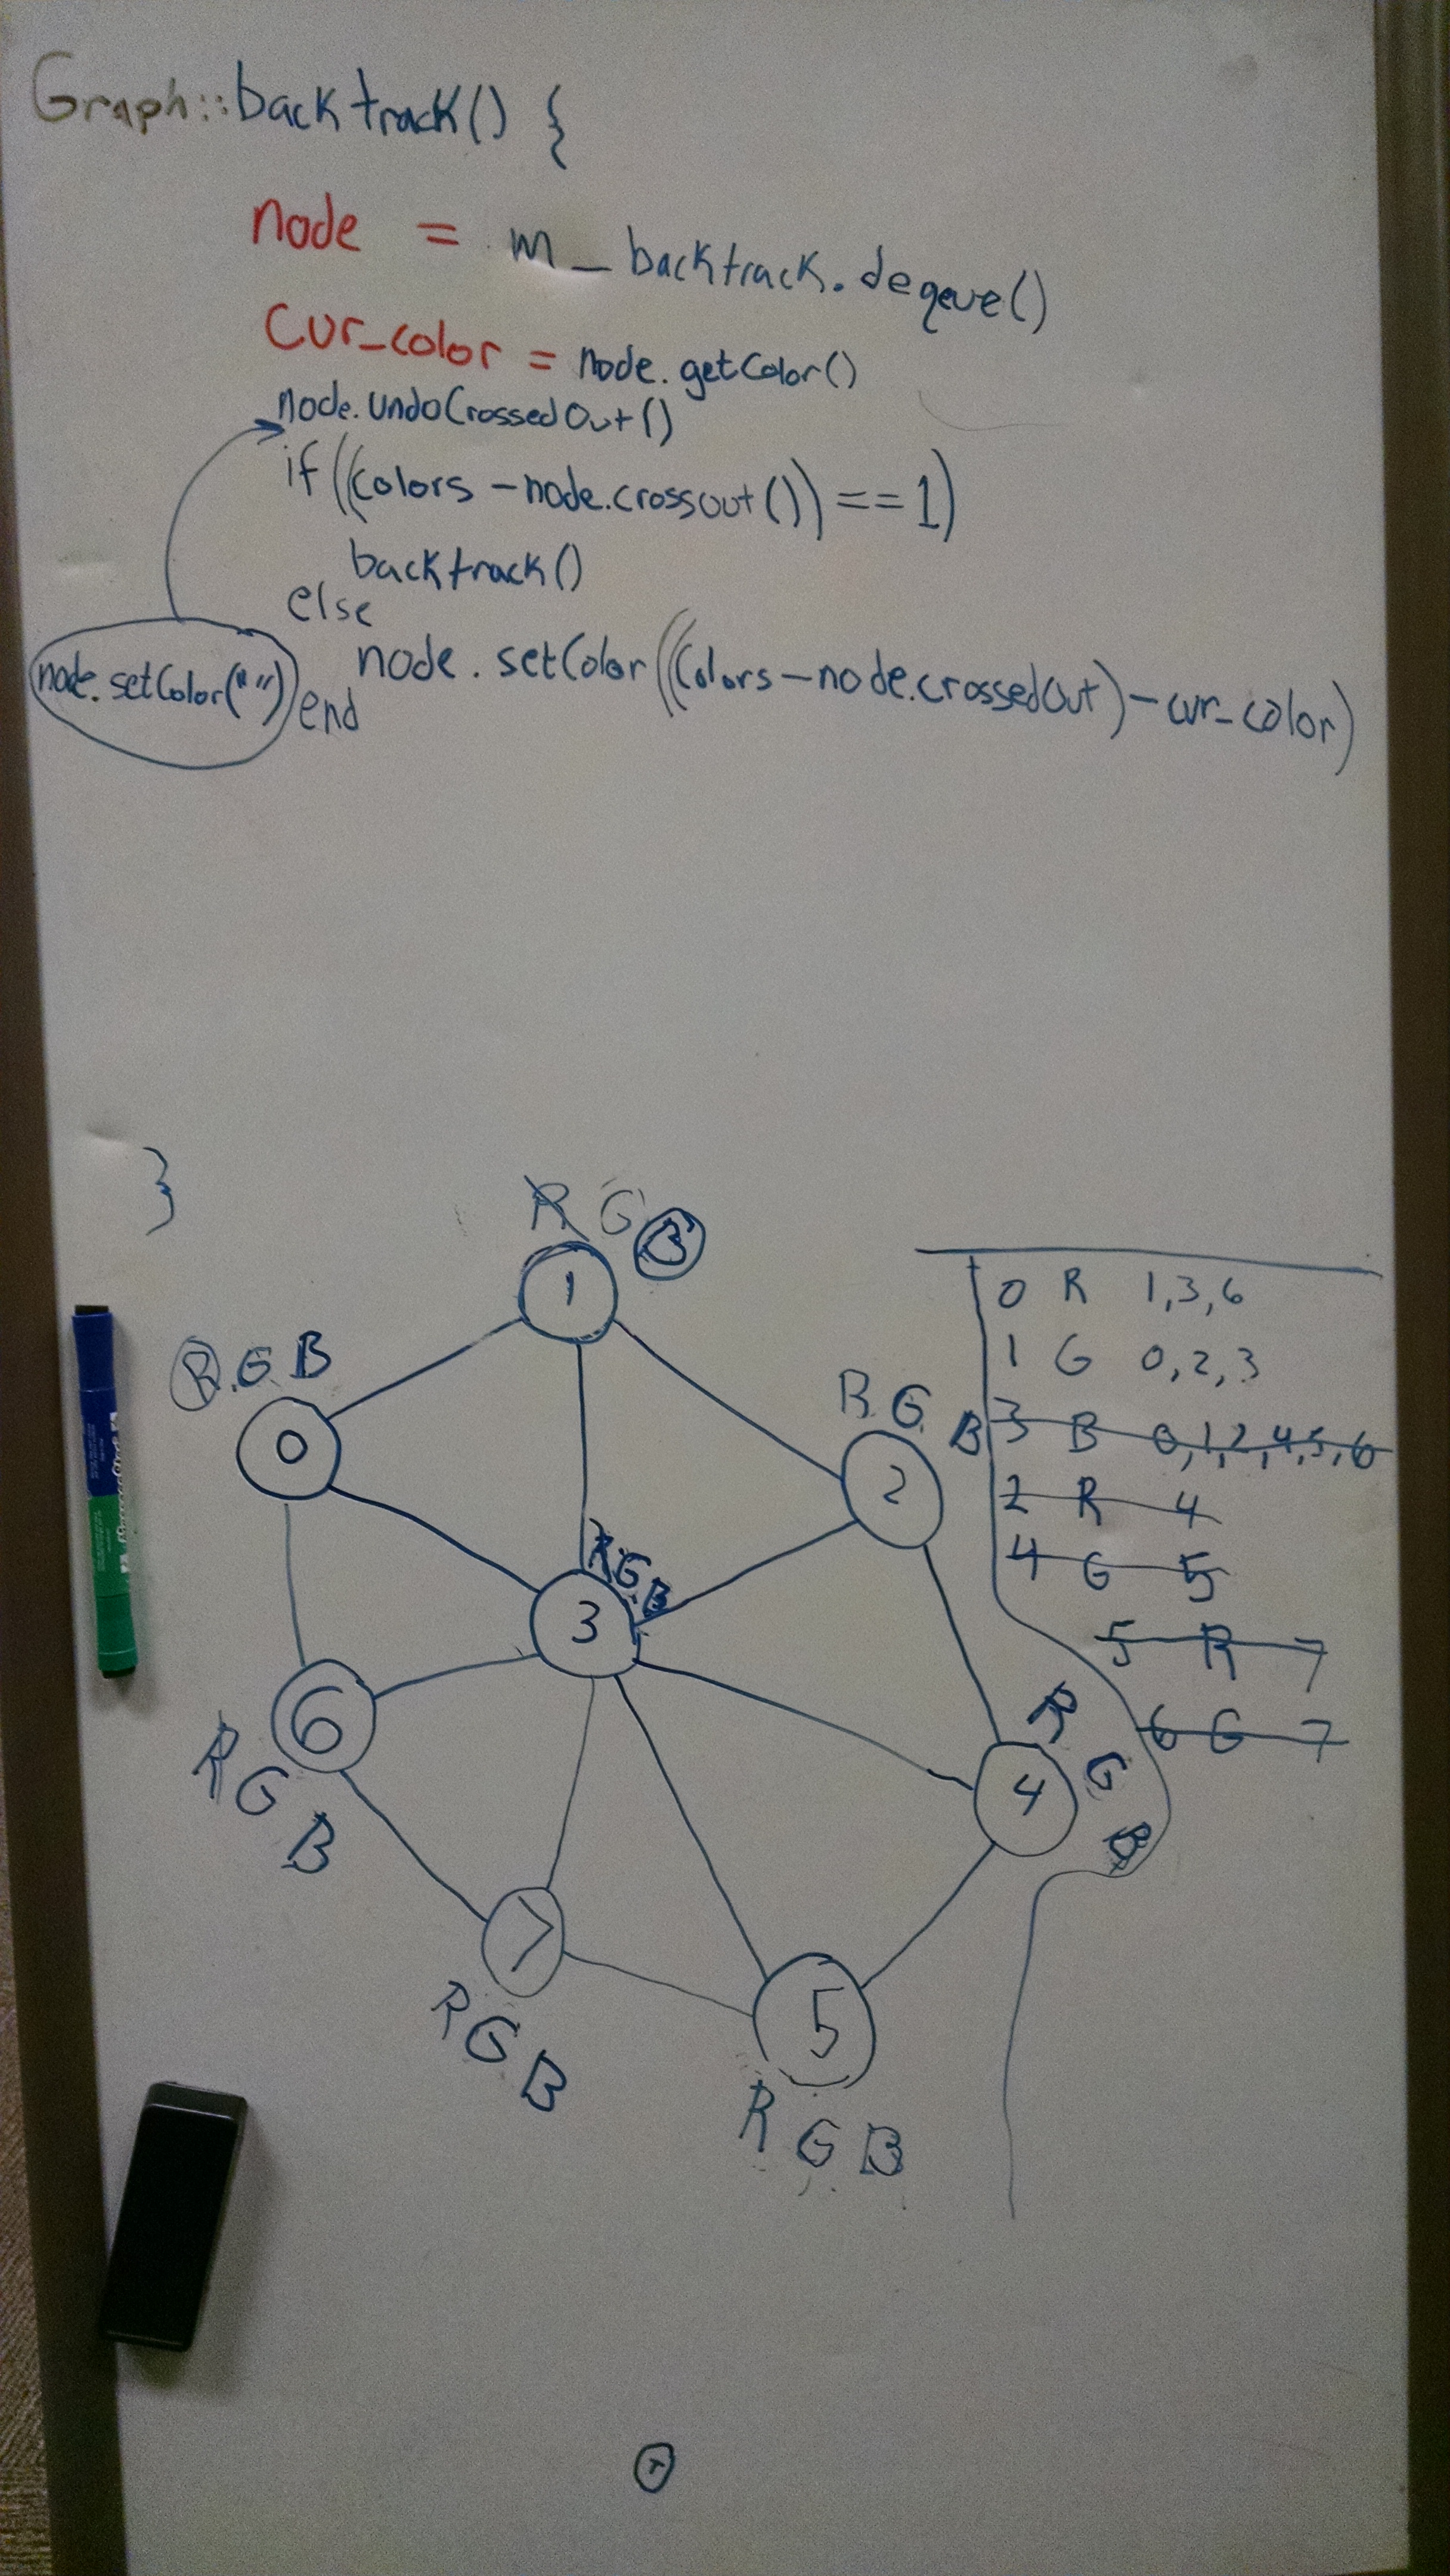 Graph::backtrack() {
node = m_backtrack.deqeue()
cur_color = node.getColor()
node.undoCrossedOut()
if((colors -node.crossout())==1)
backtrack()
else
node.setColor((Colors-node.crossedOut)-cur_color)
node.setColor("")
end
}
R G B
1
R G B
0
R G B
2
R G B
3
6
R G B
R G B
4
7
R G B
5
R G B
0 R 1,3,6
1 G 0,2,3
3 B 0,1,2,4,5,6
2 R 4
4 G 5
5 R 7
6 G 7